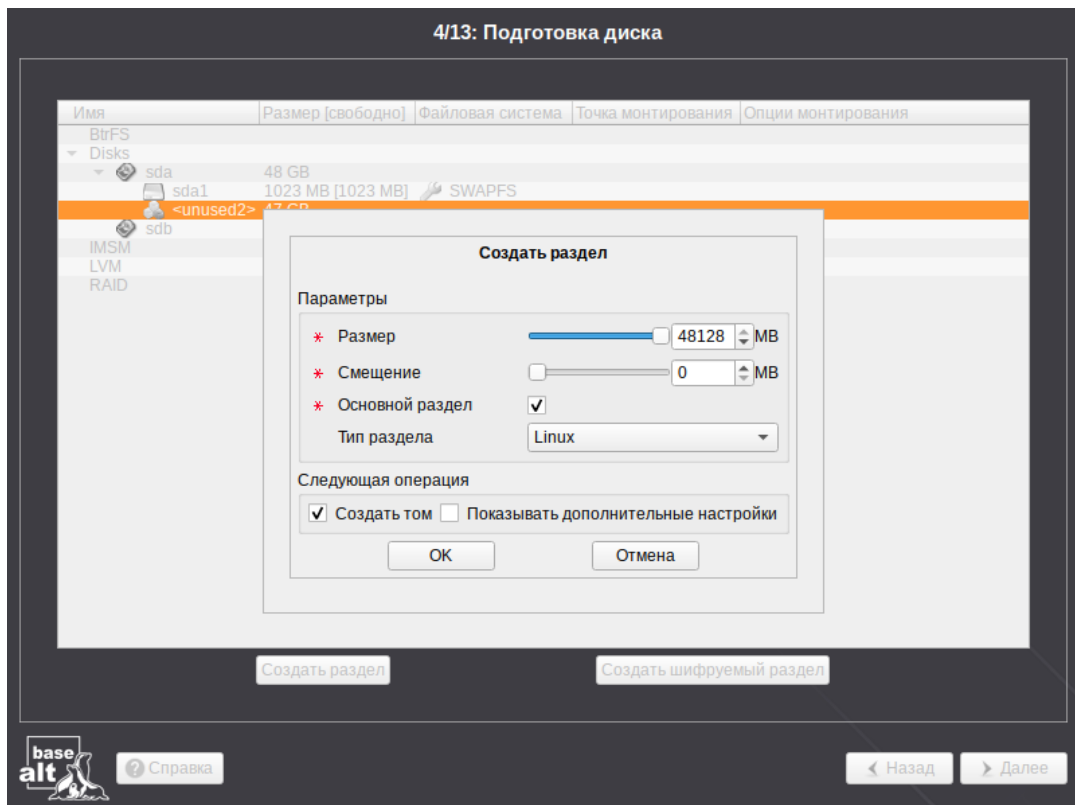 4/13: Подготовка диска
Имя Размер [свободно] Файловая система Точка монтирования Опции монтирования
BtrFS
Disks
sda 48 GB
sda1 1023 MB [1023 MB] SWAPFS
<unused2> 47 GB
sdb
IMSM
LVM
RAID
Создать раздел
Параметры
* Размер 48128 MB
* Смещение 0 MB
* Основной раздел
Тип раздела Linux
Следующая операция
Создать том Показывать дополнительные настройки
OK Отмена
Создать раздел Создать шифруемый раздел
base
alt
Справка Назад Далее